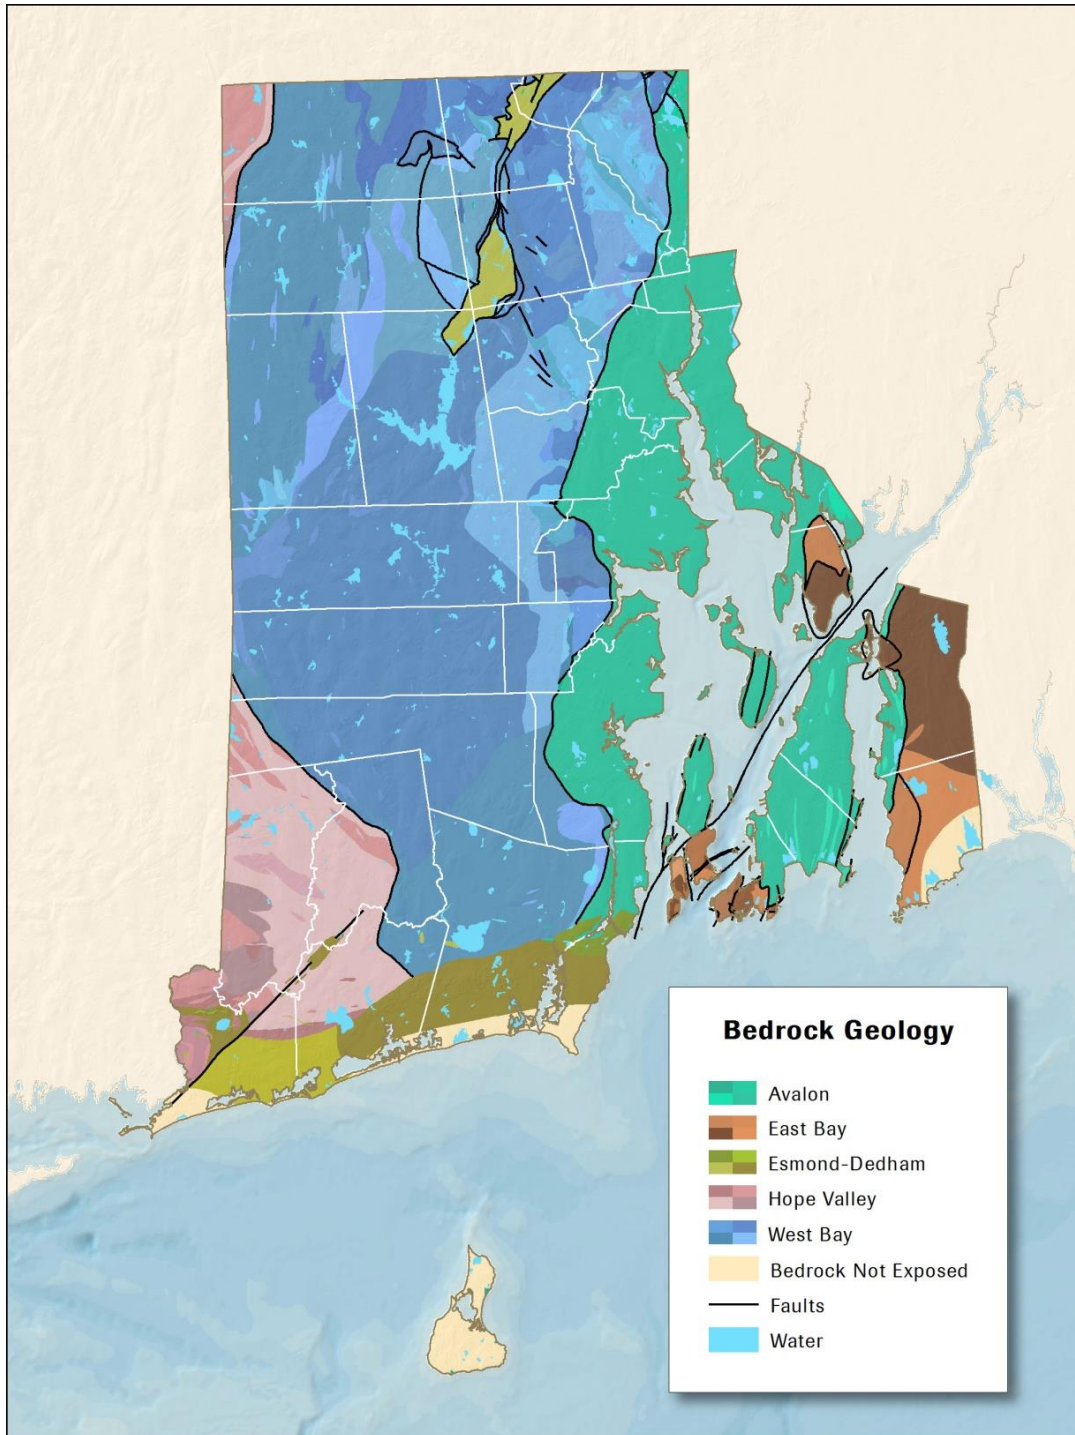 Bedrock Geology
Avalon
East Bay
Esmond-Dedham
Hope Valley
West Bay
Bedrock Not Exposed
Faults
Water